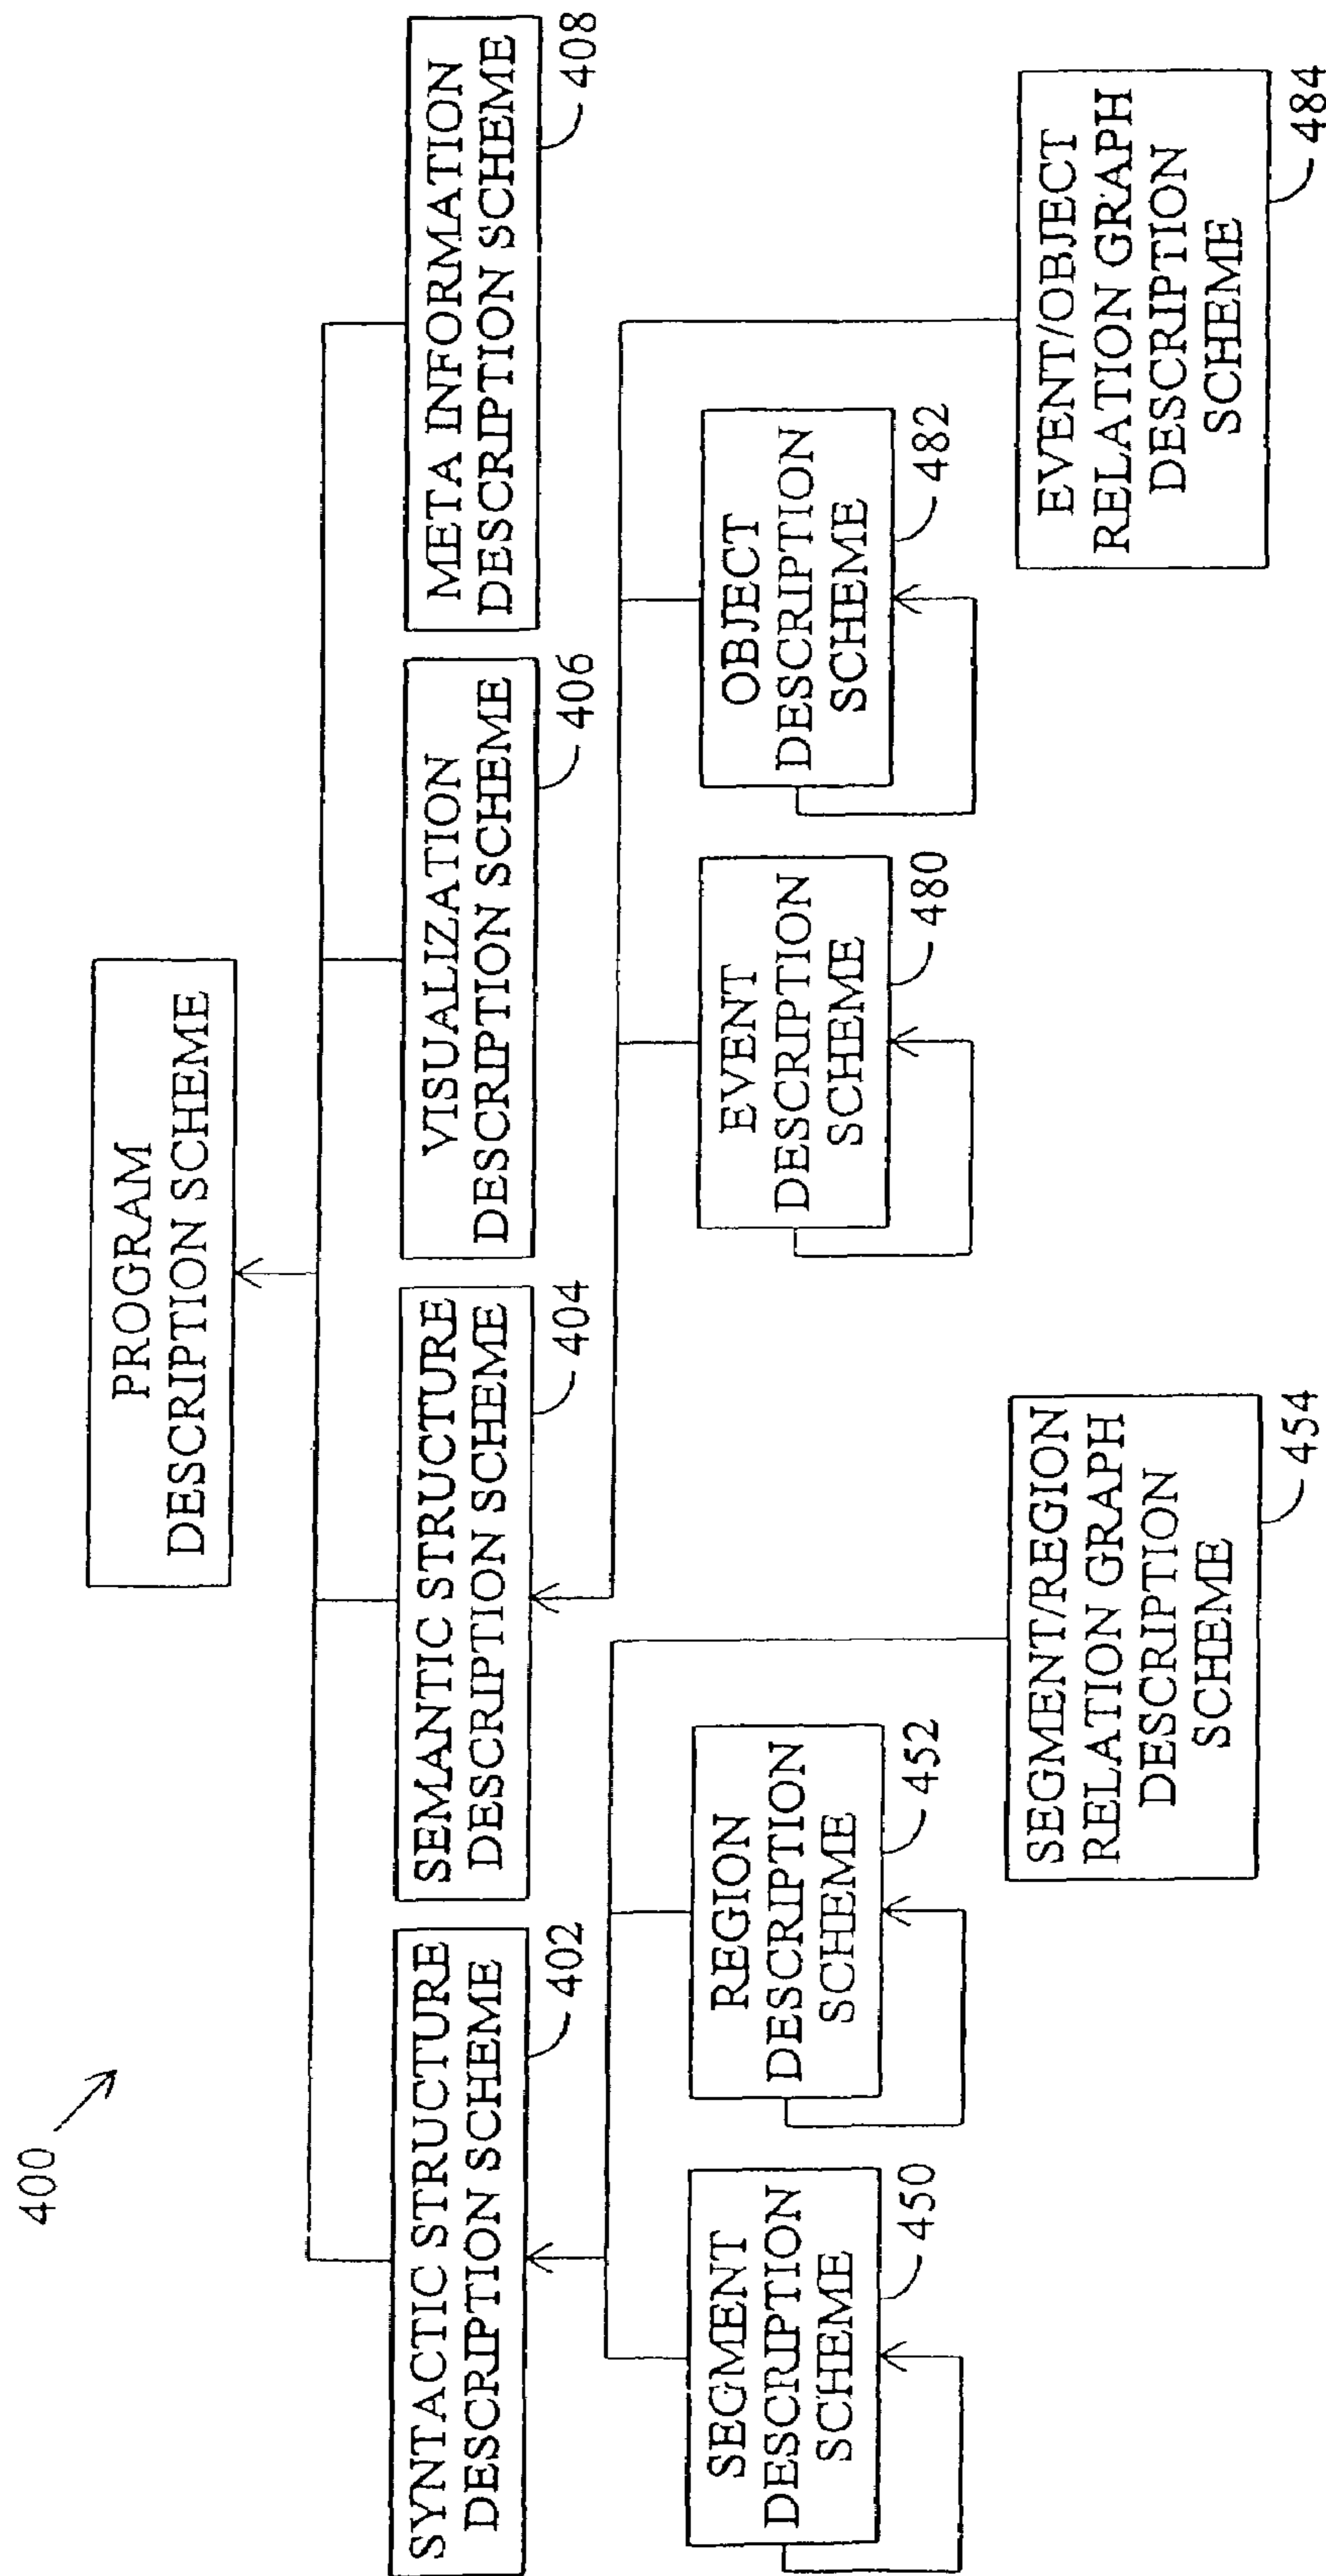 400
PROGRAM
DESCRIPTION SCHEME
SYNTACTIC STRUCTURE
DESCRIPTION SCHEME
402
SEMANTIC STRUCTURE
DESCRIPTION SCHEME
404
VISUALIZATION
DESCRIPTION SCHEME
406
META INFORMATION
DESCRIPTION SCHEME
408
SEGMENT
DESCRIPTION
SCHEME
450
REGION
DESCRIPTION
SCHEME
452
SEGMENT/REGION
RELATION GRAPH
DESCRIPTION
SCHEME
454
EVENT
DESCRIPTION
SCHEME
480
OBJECT
DESCRIPTION
SCHEME
482
EVENT/OBJECT
RELATION GRAPH
DESCRIPTION
SCHEME
484